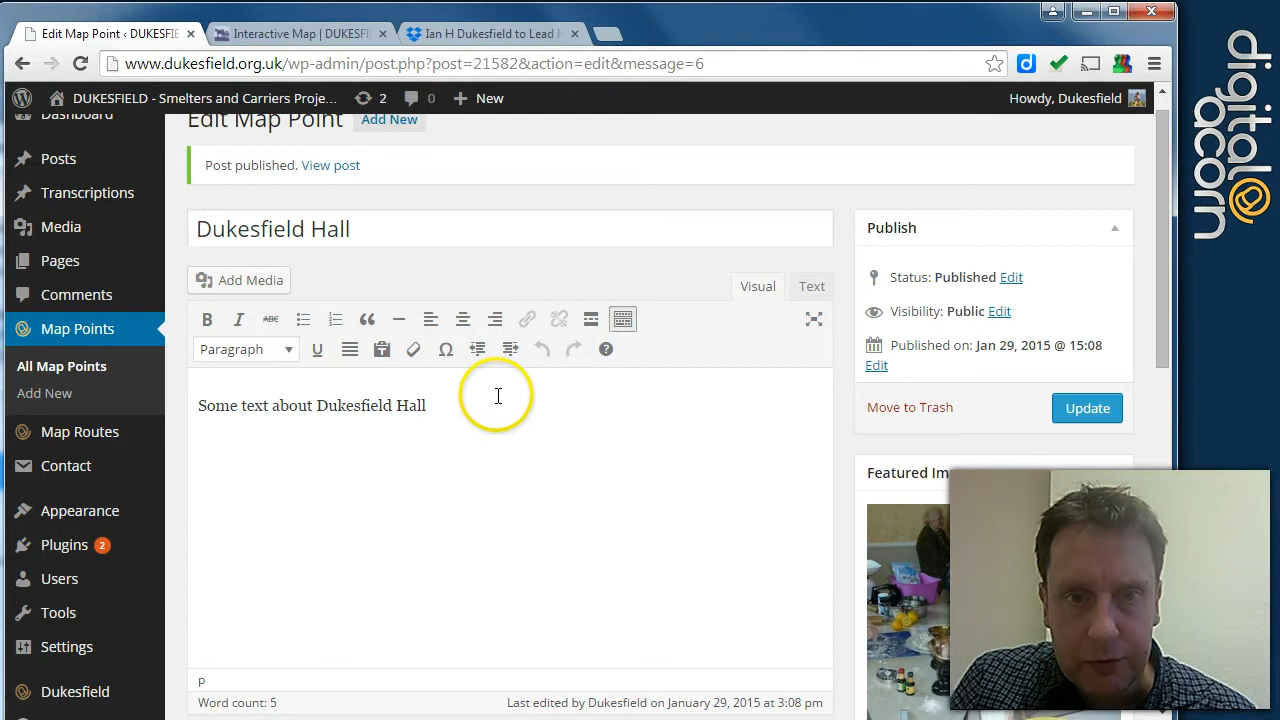 Edit Map Point ‹ DUKESFIE
Interactive Map | DUKESFI
Ian H Dukesfield to Lead H
www.dukesfield.org.uk/wp-admin/post.php?post=21582&action=edit&message=6
DUKESFIELD - Smelters and Carriers Proje...
2
0
New
Howdy, Dukesfield
Dashboard
Posts
Transcriptions
Media
Pages
Comments
Map Points
All Map Points
Add New
Map Routes
Contact
Appearance
Plugins 2
Users
Tools
Settings
Dukesfield
Edit Map Point
Add New
Post published. View post
Dukesfield Hall
Add Media
Visual
Text
B I ABC
Paragraph
U
Some text about Dukesfield Hall
p
Word count: 5
Last edited by Dukesfield on January 29, 2015 at 3:08 pm
Publish
Status: Published Edit
Visibility: Public Edit
Published on: Jan 29, 2015 @ 15:08
Edit
Move to Trash
Update
Featured Im
digital@
acorn